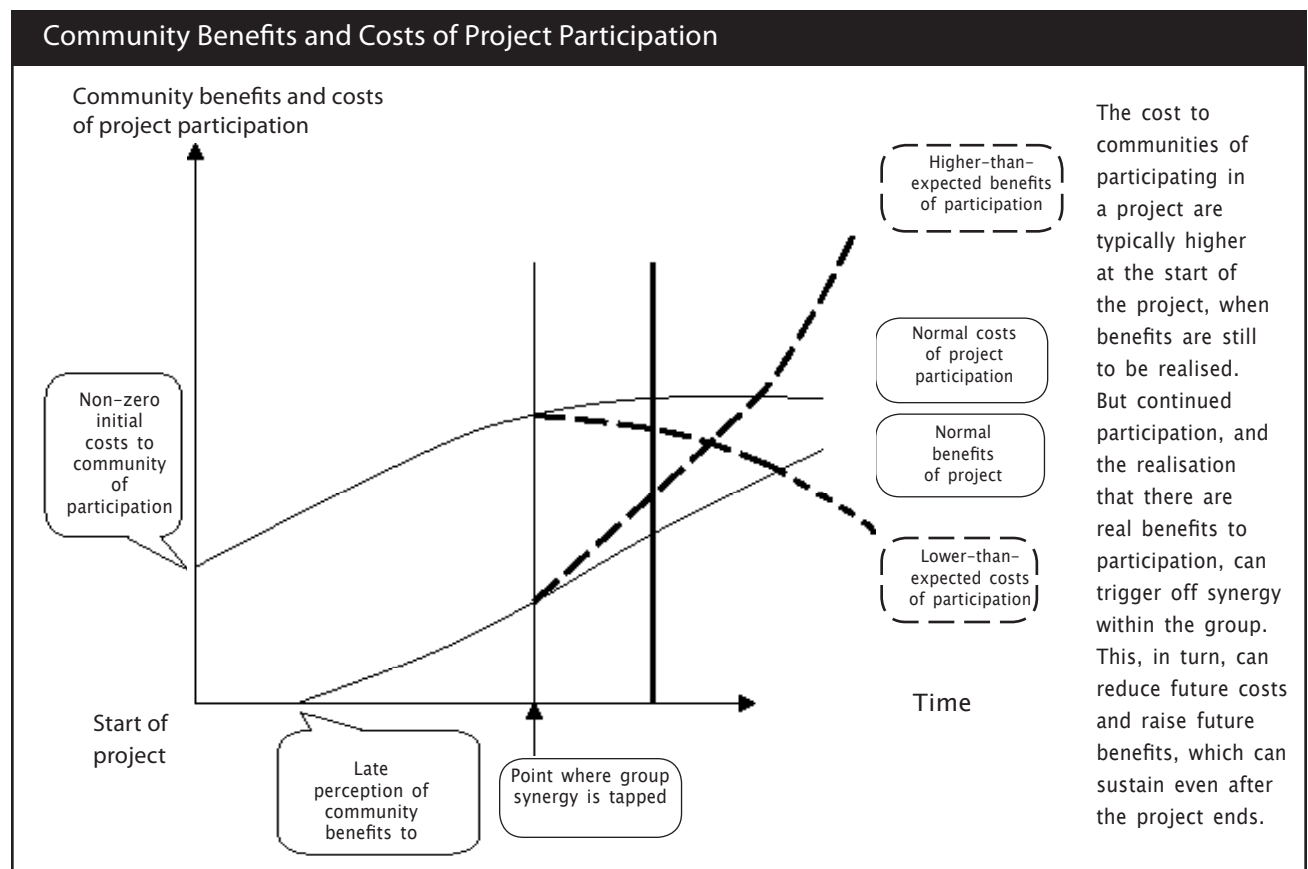 Community Benefits and Costs of Project Participation
Community benefits and costs
of project participation
Higher-than-
expected benefits
of participation
Normal costs
of project
participation
Normal
benefits
of project
Lower-than-
expected costs
of participation
Non-zero
initial
costs to
community
of
participation
Start of
project
Late
perception of
community
benefits to
Point where group
synergy is tapped
Time
The cost to
communities of
participating in
a project are
typically higher
at the start of
the project, when
benefits are still
to be realised.
But continued
participation, and
the realisation
that there are
real benefits to
participation, can
trigger off synergy
within the group.
This, in turn, can
reduce future costs
and raise future
benefits, which can
sustain even after
the project ends.